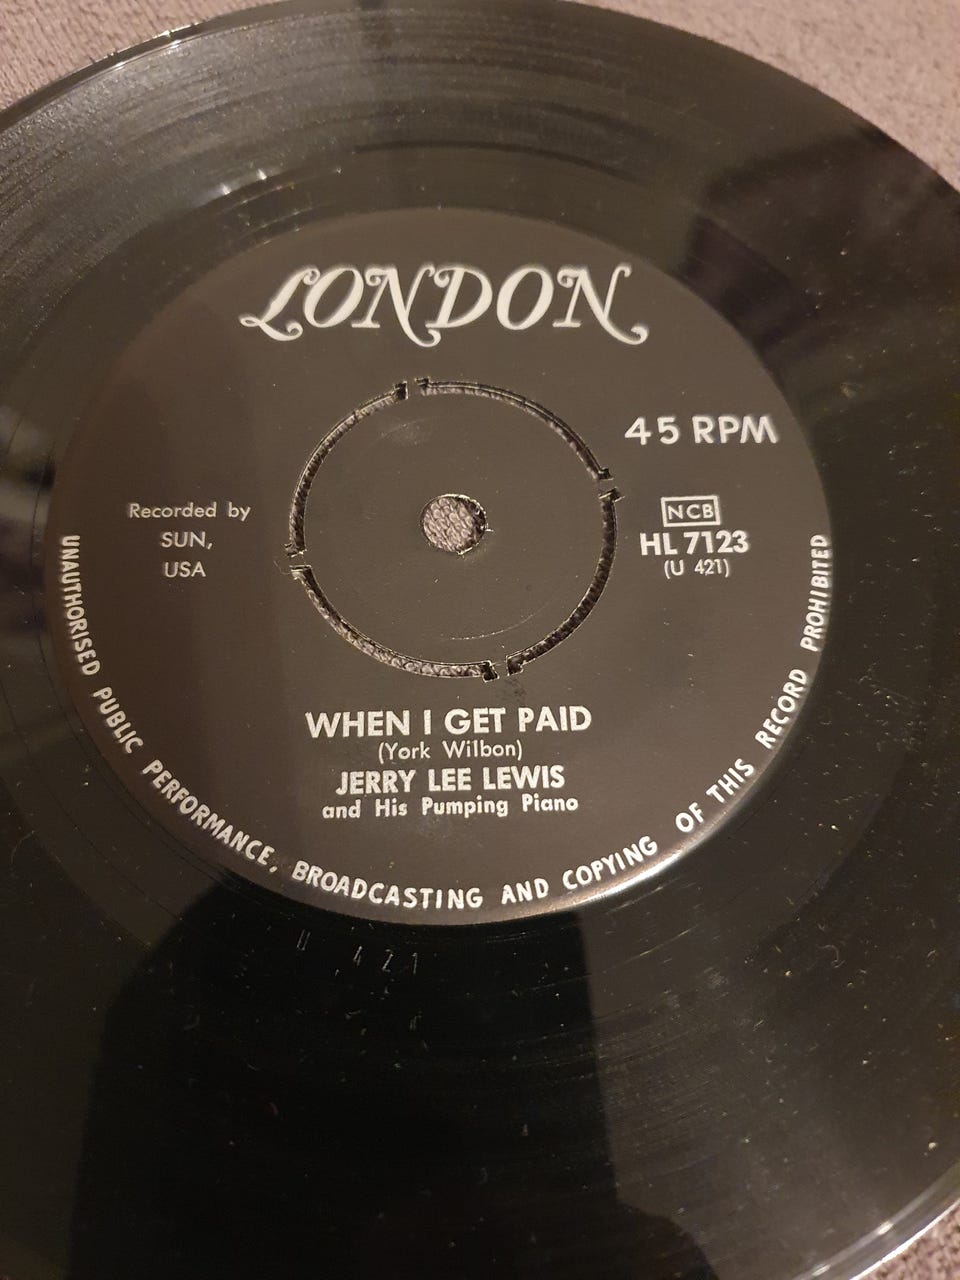 LONDON
45 RPM
Recorded by
SUN,
USA
NCB
HL 7123
(U 421)
WHEN I GET PAID
(York Wilbon)
JERRY LEE LEWIS
and His Pumping Piano
UNAUTHORISED PUBLIC PERFORMANCE, BROADCASTING AND COPYING OF THIS RECORD PROHIBITED
U 421